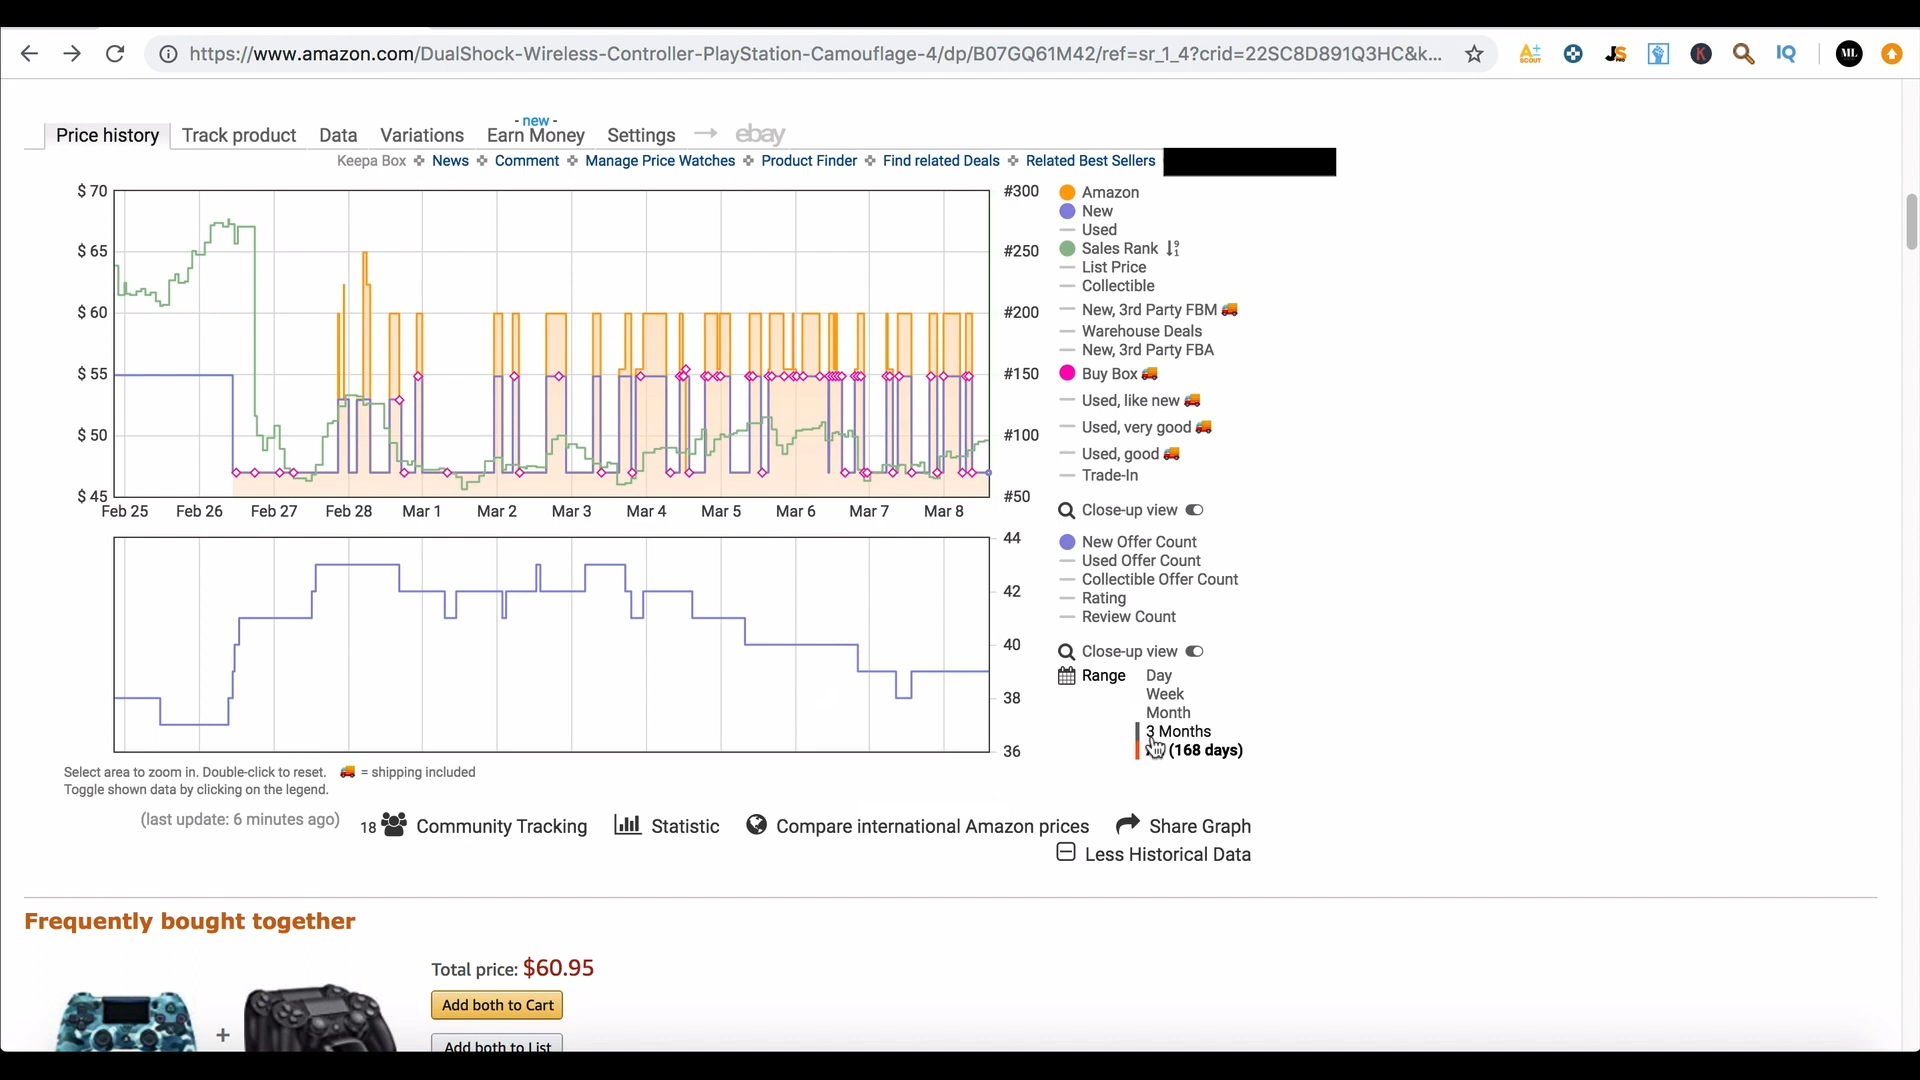 https://www.amazon.com/DualShock-Wireless-Controller-PlayStation-Camouflage-4/dp/B07GQ61M42/ref=sr_1_4?crid=22SC8D891Q3HC&k...
A±
SCOUT
JS
PRO
K
IQ
ML
Price history Track product Data Variations - new - Earn Money Settings ebay
Keepa Box News Comment Manage Price Watches Product Finder Find related Deals Related Best Sellers
$ 70
$ 65
$ 60
$ 55
$ 50
$ 45
#300
#250
#200
#150
#100
#50
Feb 25 Feb 26 Feb 27 Feb 28 Mar 1 Mar 2 Mar 3 Mar 4 Mar 5 Mar 6 Mar 7 Mar 8
Amazon
New
Used
Sales Rank
List Price
Collectible
New, 3rd Party FBM
Warehouse Deals
New, 3rd Party FBA
Buy Box
Used, like new
Used, very good
Used, good
Trade-In
Close-up view
44
42
40
38
36
New Offer Count
Used Offer Count
Collectible Offer Count
Rating
Review Count
Close-up view
Range Day
Week
Month
3 Months
(168 days)
Select area to zoom in. Double-click to reset. = shipping included
Toggle shown data by clicking on the legend.
(last update: 6 minutes ago) 18 Community Tracking Statistic Compare international Amazon prices Share Graph
Less Historical Data
Frequently bought together
Total price: $60.95
Add both to Cart
Add both to List